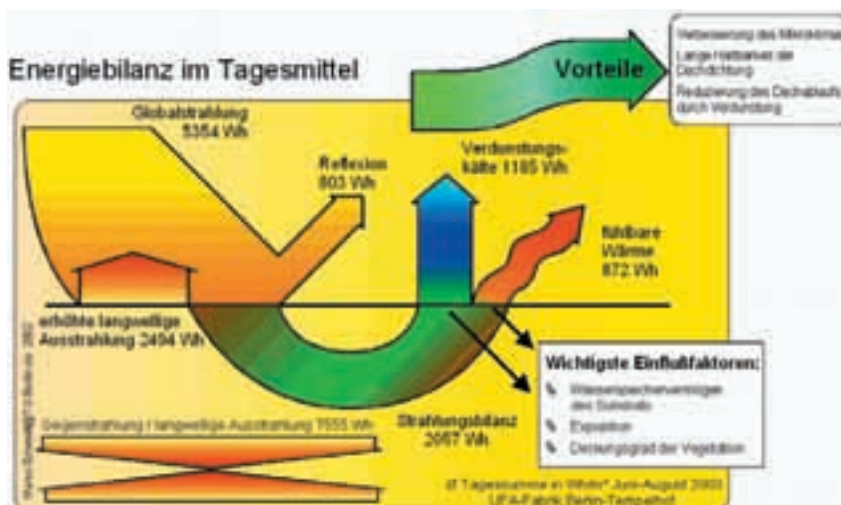 Energiebilanz im Tagesmittel
Vorteile
Verbesserung des Mikroklimas
Lange Haltbarkeit der
Dachdichtung
Reduzierung des Dachablaufs
durch Verdunstung
Globalstrahlung
5354 Wh
Reflexion
803 Wh
Verdunstungs-
kälte 1185 Wh
fühlbare
Wärme
872 Wh
erhöhte langwellige
Ausstrahlung 2494 Wh
Wichtigste Einflußfaktoren:
Wasserspeichervermögen
des Substrats
Exposition
Deckungsgrad der Vegetation
Gegenstrahlung / langwellige Ausstrahlung 7555 Wh
Strahlungsbilanz
2057 Wh
Tagessumme in Juni-August
UFA-Fabrik Berlin-Tempelhof